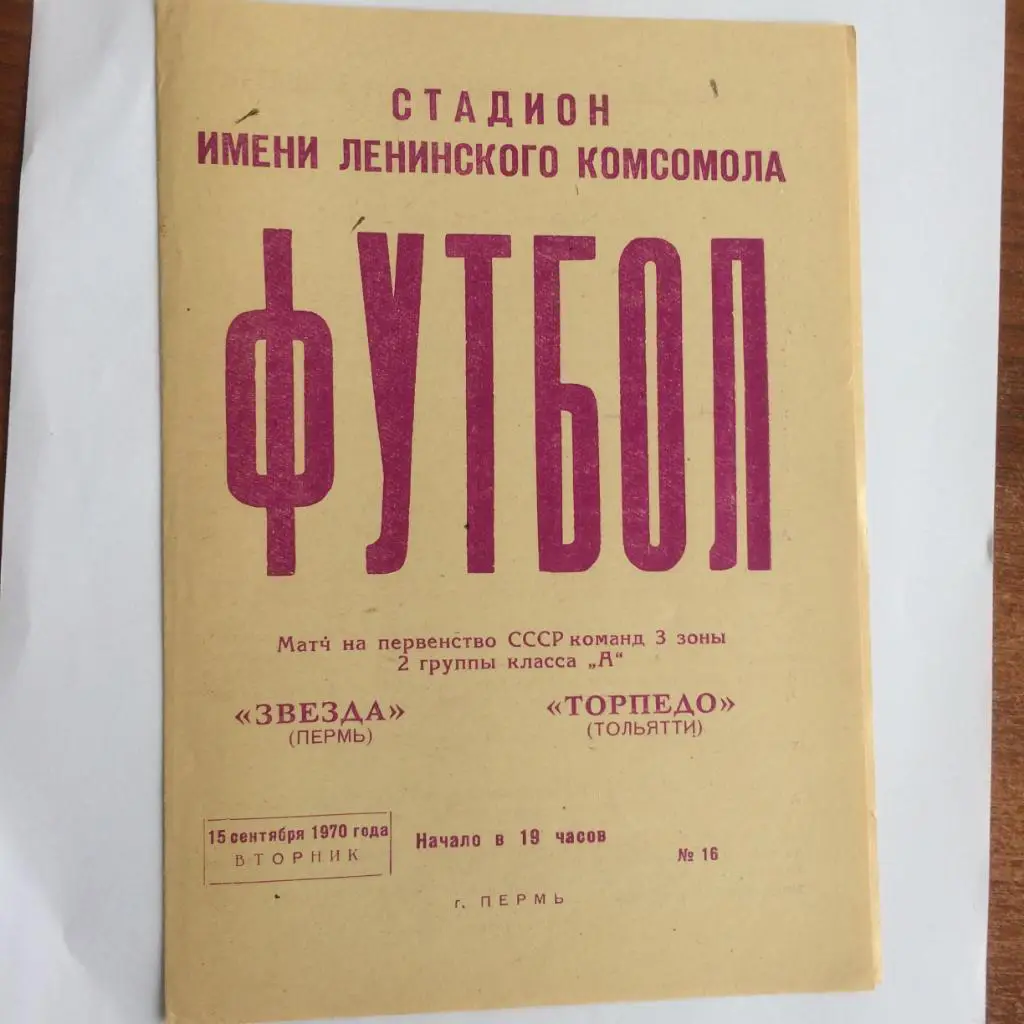 СТАДИОН
ИМЕНИ ЛЕНИНСКОГО КОМСОМОЛА
ФУТБОЛ
Матч на первенство СССР команд 3 зоны
2 группы класса „А“
«ЗВЕЗДА» «ТОРПЕДО»
(ПЕРМЬ) (ТОЛЬЯТТИ)
15 сентября 1970 года
ВТОРНИК
Начало в 19 часов
№ 16
г. ПЕРМЬ